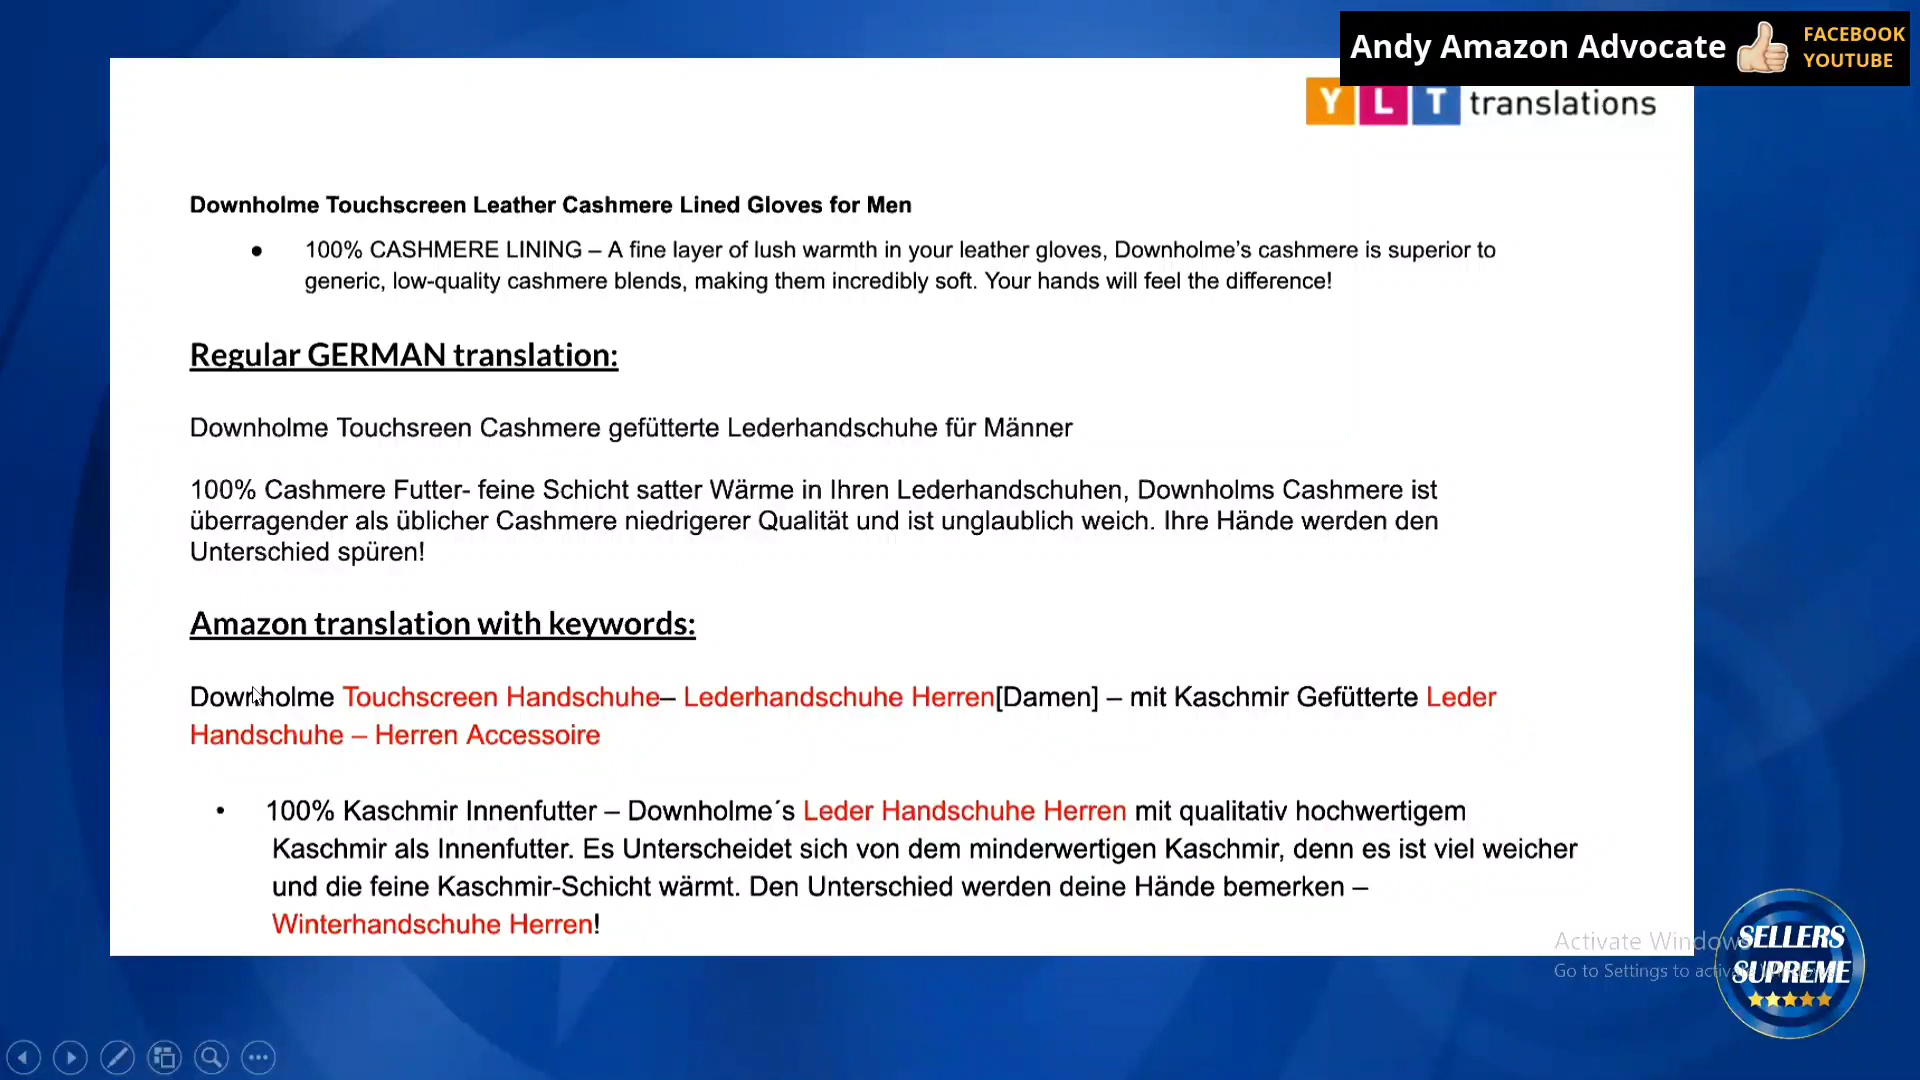 Andy Amazon Advocate
FACEBOOK
YOUTUBE
Y L T translations
Downholme Touchscreen Leather Cashmere Lined Gloves for Men
● 100% CASHMERE LINING – A fine layer of lush warmth in your leather gloves, Downholme’s cashmere is superior to
generic, low-quality cashmere blends, making them incredibly soft. Your hands will feel the difference!
Regular GERMAN translation:
Downholme Touchsreen Cashmere gefütterte Lederhandschuhe für Männer
100% Cashmere Futter- feine Schicht satter Wärme in Ihren Lederhandschuhen, Downholms Cashmere ist
überragender als üblicher Cashmere niedrigerer Qualität und ist unglaublich weich. Ihre Hände werden den
Unterschied spüren!
Amazon translation with keywords:
Downholme Touchscreen Handschuhe– Lederhandschuhe Herren[Damen] – mit Kaschmir Gefütterte Leder
Handschuhe – Herren Accessoire
• 100% Kaschmir Innenfutter – Downholme´s Leder Handschuhe Herren mit qualitativ hochwertigem
Kaschmir als Innenfutter. Es Unterscheidet sich von dem minderwertigen Kaschmir, denn es ist viel weicher
und die feine Kaschmir-Schicht wärmt. Den Unterschied werden deine Hände bemerken –
Winterhandschuhe Herren!
Activate Windows
Go to Settings to
SELLERS
SUPREME